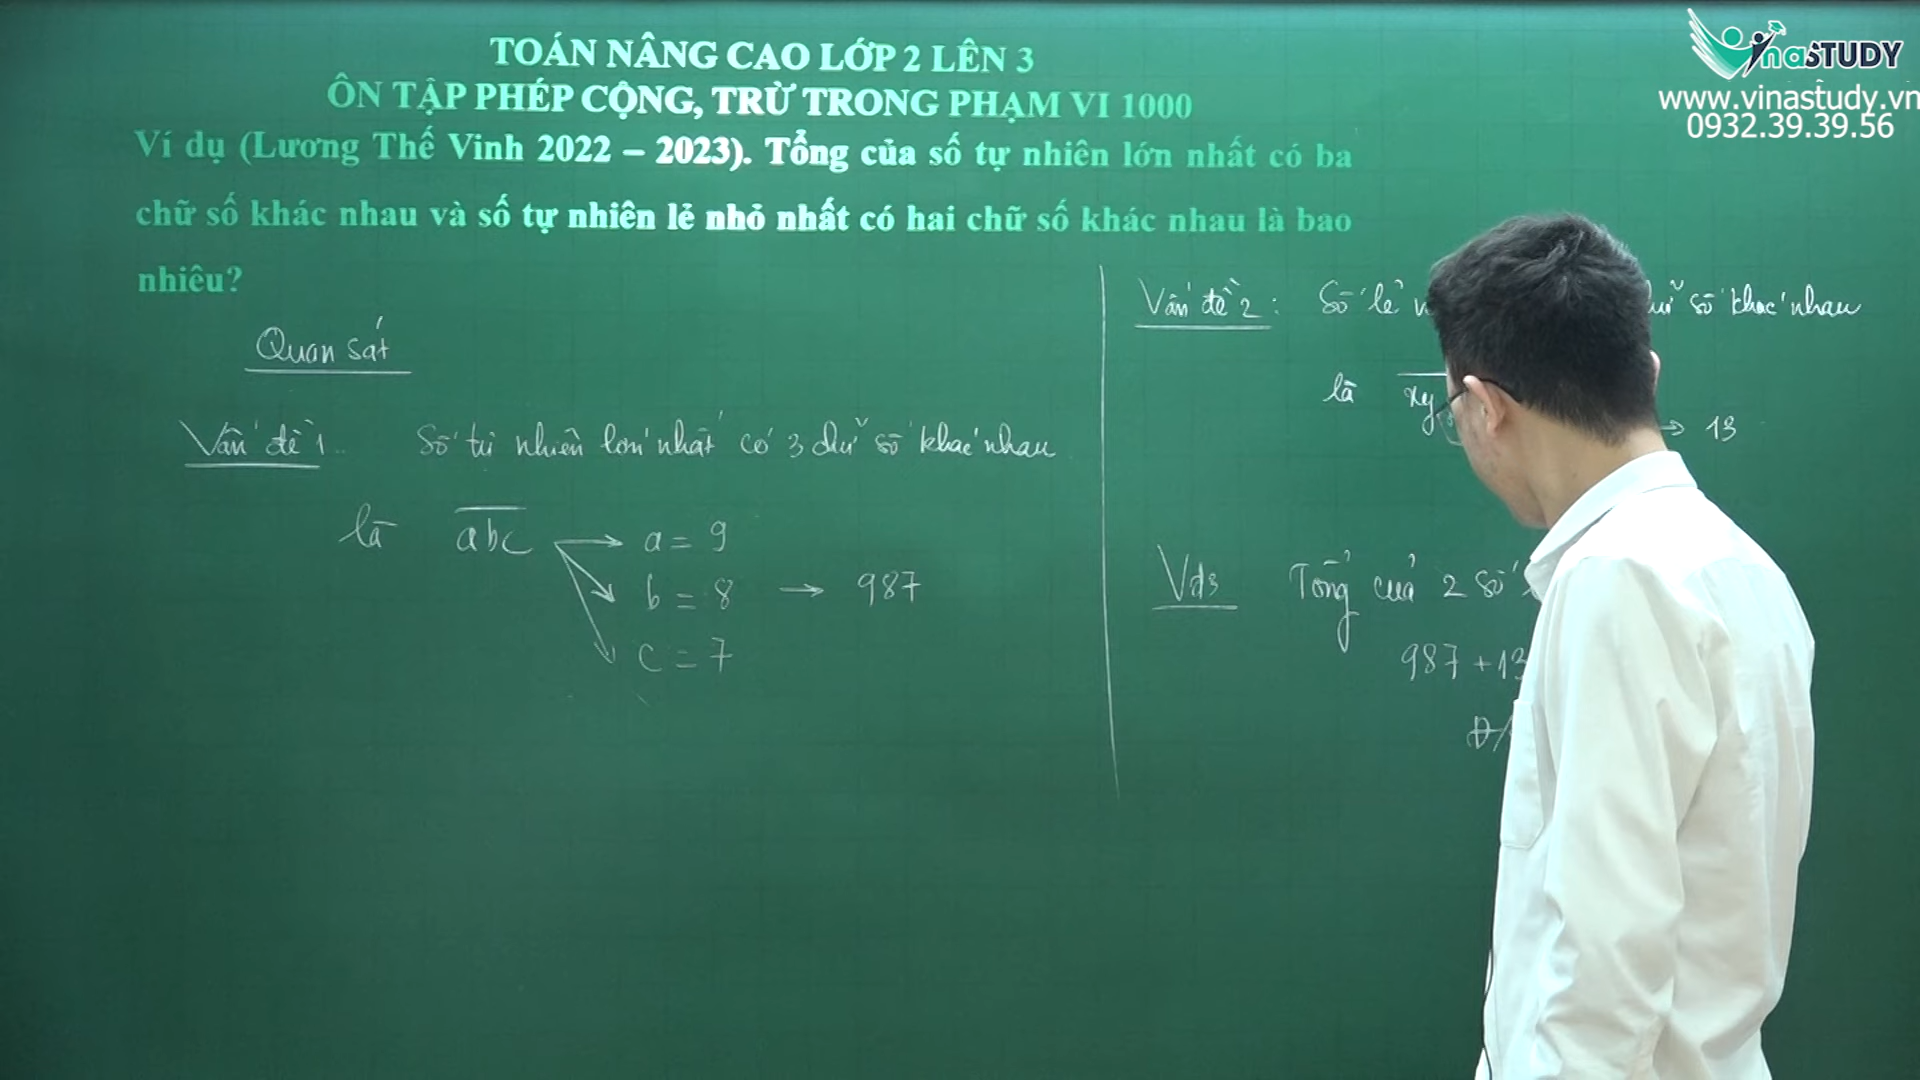 VinaSTUDY
www.vinastudy.vn
0932.39.39.56
TOÁN NÂNG CAO LỚP 2 LÊN 3
ÔN TẬP PHÉP CỘNG, TRỪ TRONG PHẠM VI 1000
Ví dụ (Lương Thế Vinh 2022 – 2023). Tổng của số tự nhiên lớn nhất có ba
chữ số khác nhau và số tự nhiên lẻ nhỏ nhất có hai chữ số khác nhau là bao
nhiêu?
Quan sát
Vấn đề 1..
Số tự nhiên lớn nhất có 3 chữ số khác nhau
là abc
a = 9
b = 8 → 987
c = 7
Vấn đề 2: Số lẻ số khác nhau
là xy
→ 13
Vđ3 Tổng của 2 số
987 + 13